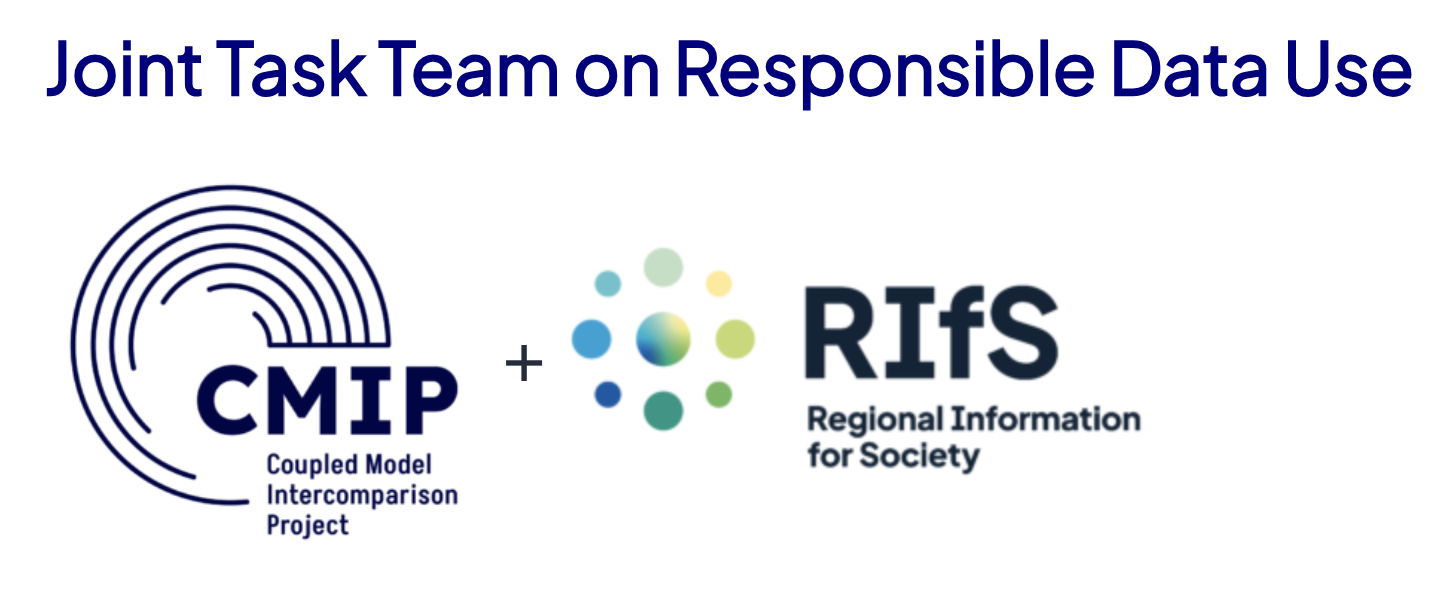 Joint Task Team on Responsible Data Use
CMIP
Coupled Model
Intercomparison
Project
+
RIfS
Regional Information
for Society